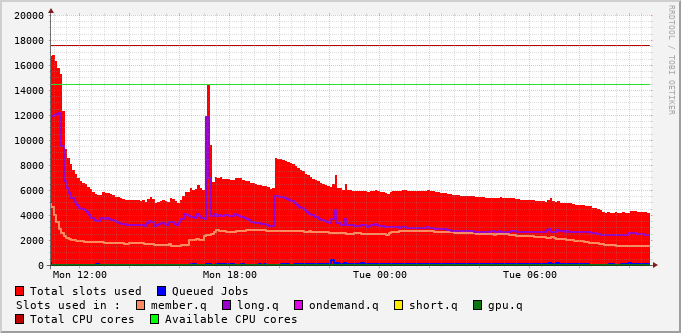 20000
18000
16000
14000
12000
10000
8000
6000
4000
2000
0
Mon 12:00 Mon 18:00 Tue 00:00 Tue 06:00
RRDTOOL / TOBI OETIKER
Total slots used Queued Jobs
Slots used in : member.q long.q ondemand.q short.q gpu.q
Total CPU cores Available CPU cores